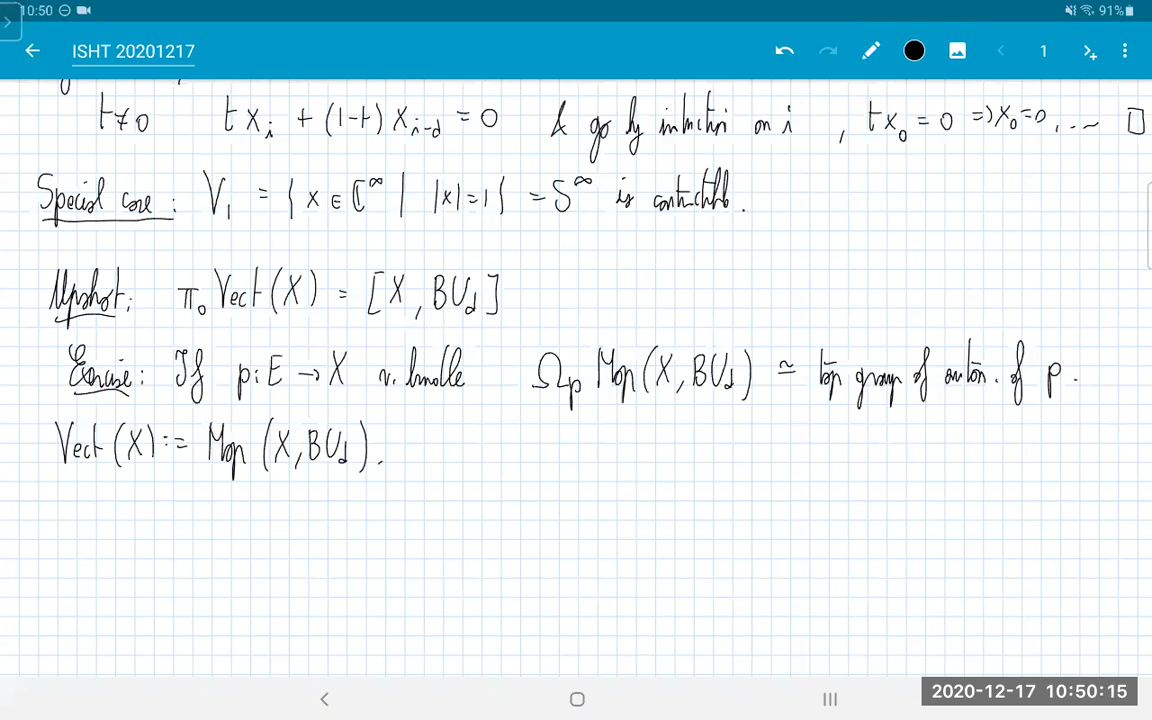 10:50
91%
ISHT 20201217
1
t≠0 t x_i + (1-t) x_{i-d} = 0 & go by induction on i , t x_0 = 0 => x_0 = 0, ... □
Special case : V_1 = { x ∈ ℂ^∞ | |x| = 1 } = S^∞ is contractible.
Upshot: π_0 Vect(X) = [X, BU_d]
Exercise: If p: E → X v. bundle Ω_p Map(X, BU_d) ≃ top group of autom. of p.
Vect(X) := Map(X, BU_d).
2020-12-17 10:50:15